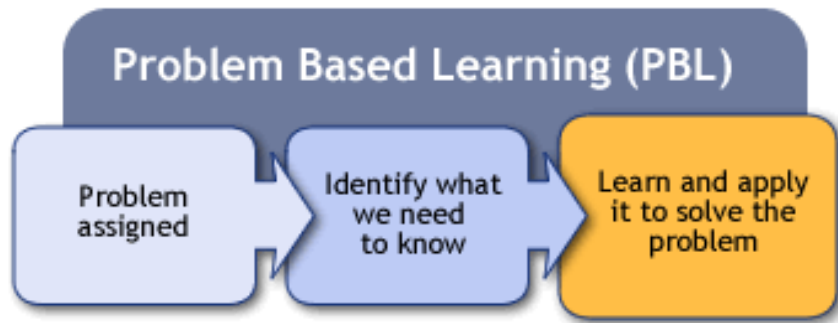 Problem Based Learning (PBL)
Problem
assigned
Identify what
we need
to know
Learn and apply
it to solve the
problem